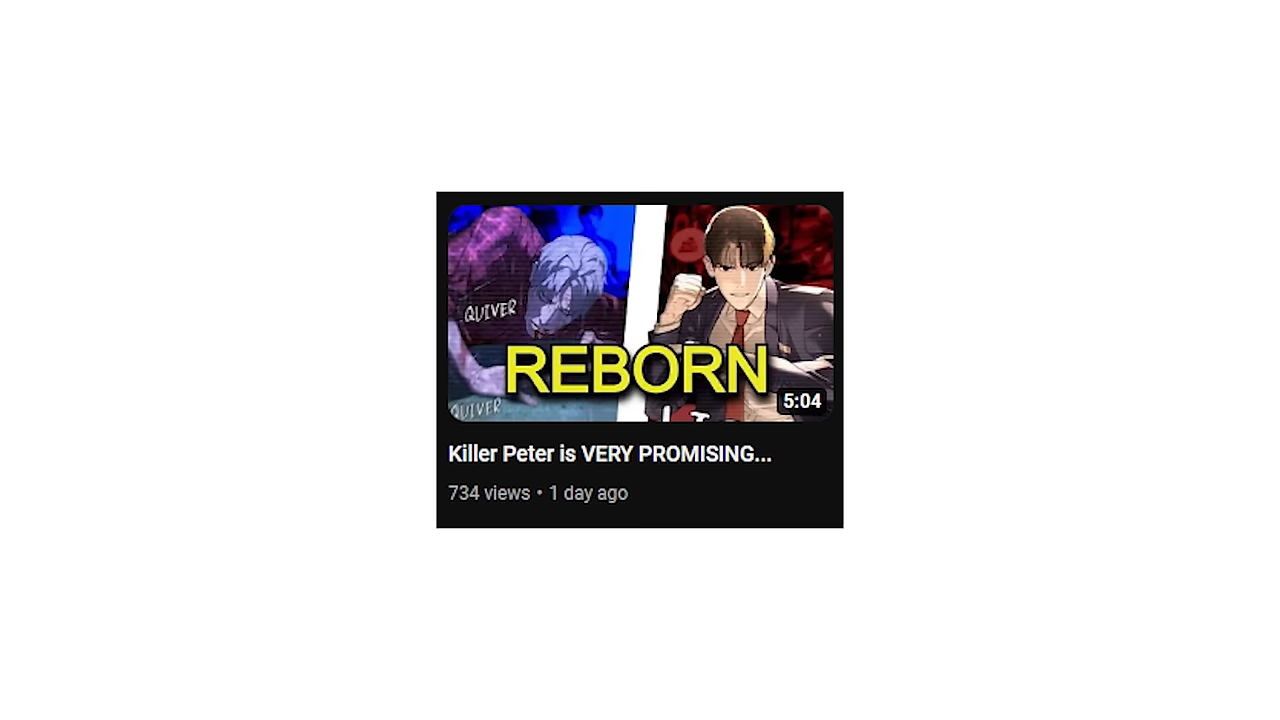 QUIVER
REBORN
QUIVER
5:04
Killer Peter is VERY PROMISING...
734 views • 1 day ago